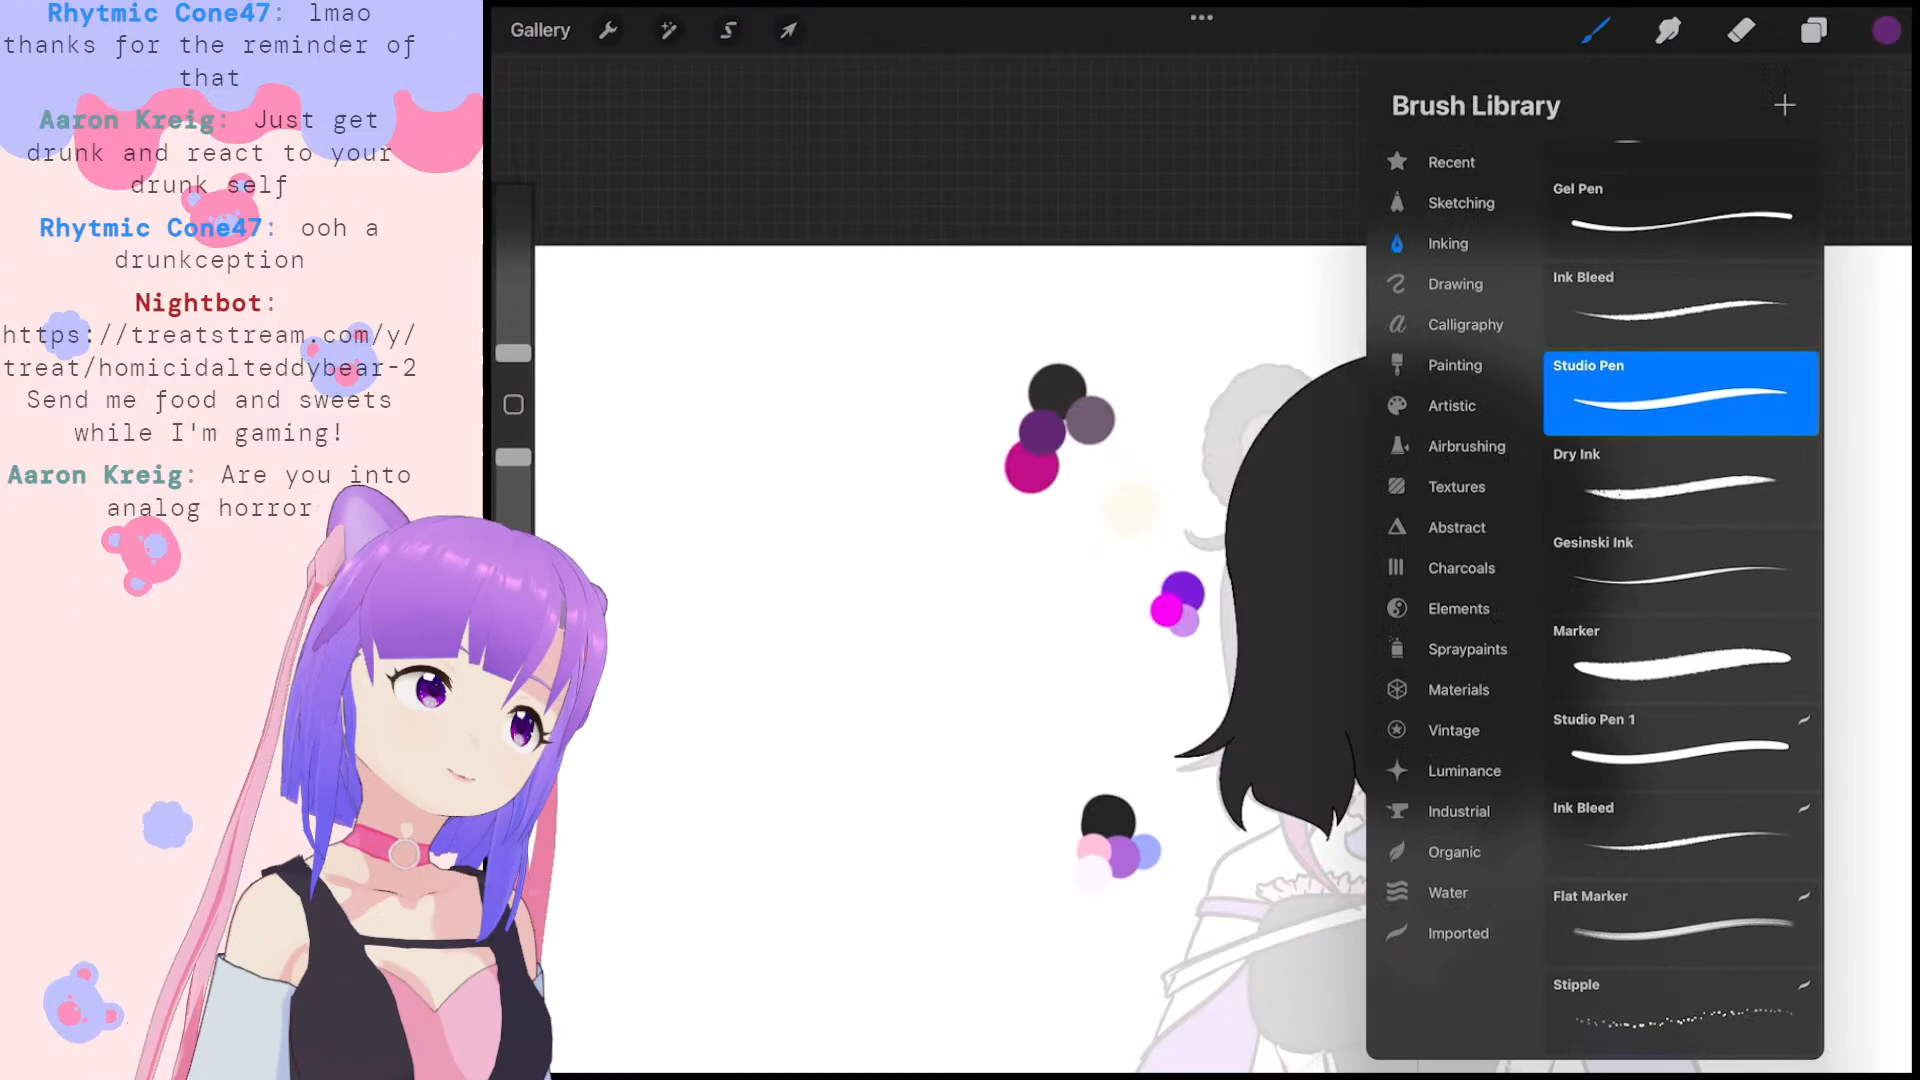 Rhytmic Cone47: lmao
thanks for the reminder of
that
Aaron Kreig: Just get
drunk and react to your
drunk self
Rhytmic Cone47: ooh a
drunkception
Nightbot:
https://treatstream.com/y/
treat/homicidalteddybear-2
Send me food and sweets
while I'm gaming!
Aaron Kreig: Are you into
analog horror
Gallery
Brush Library
Recent
Sketching
Inking
Drawing
Calligraphy
Painting
Artistic
Airbrushing
Textures
Abstract
Charcoals
Elements
Spraypaints
Materials
Vintage
Luminance
Industrial
Organic
Water
Imported
Gel Pen
Ink Bleed
Studio Pen
Dry Ink
Gesinski Ink
Marker
Studio Pen 1
Ink Bleed
Flat Marker
Stipple